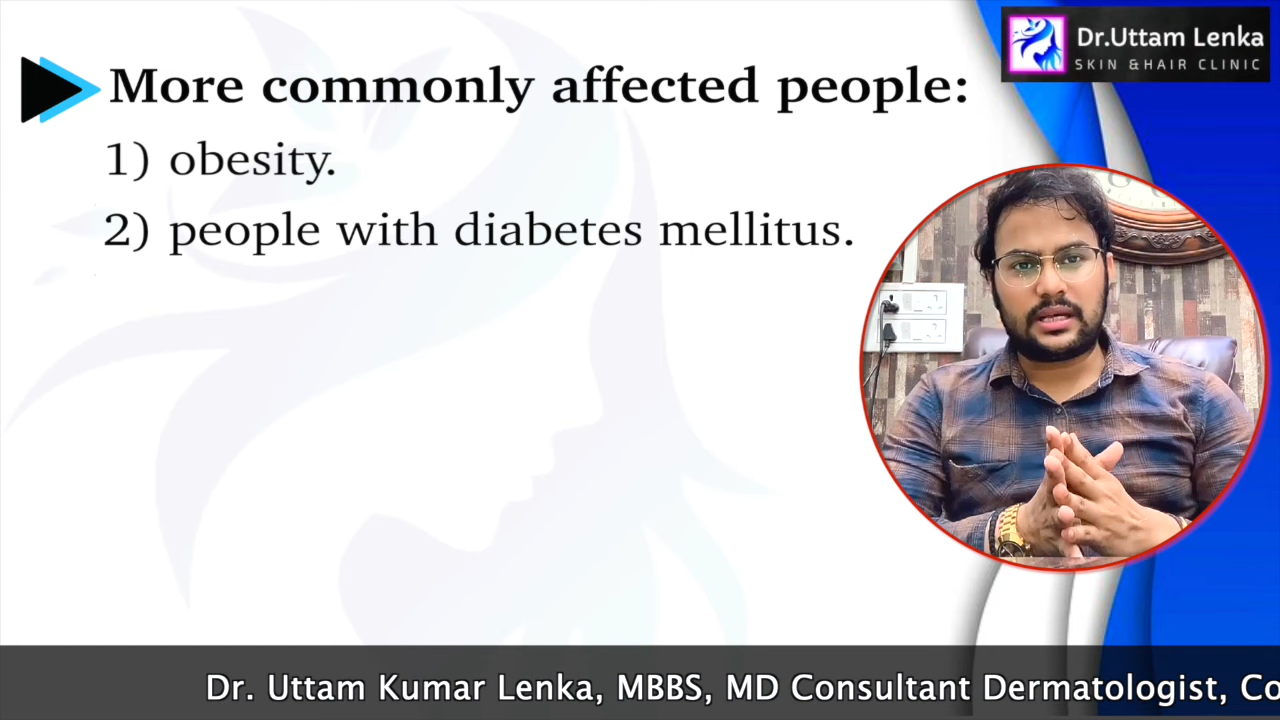 Dr.Uttam Lenka
SKIN & HAIR CLINIC
More commonly affected people:
1) obesity.
2) people with diabetes mellitus.
Dr. Uttam Kumar Lenka, MBBS, MD Consultant Dermatologist, Co